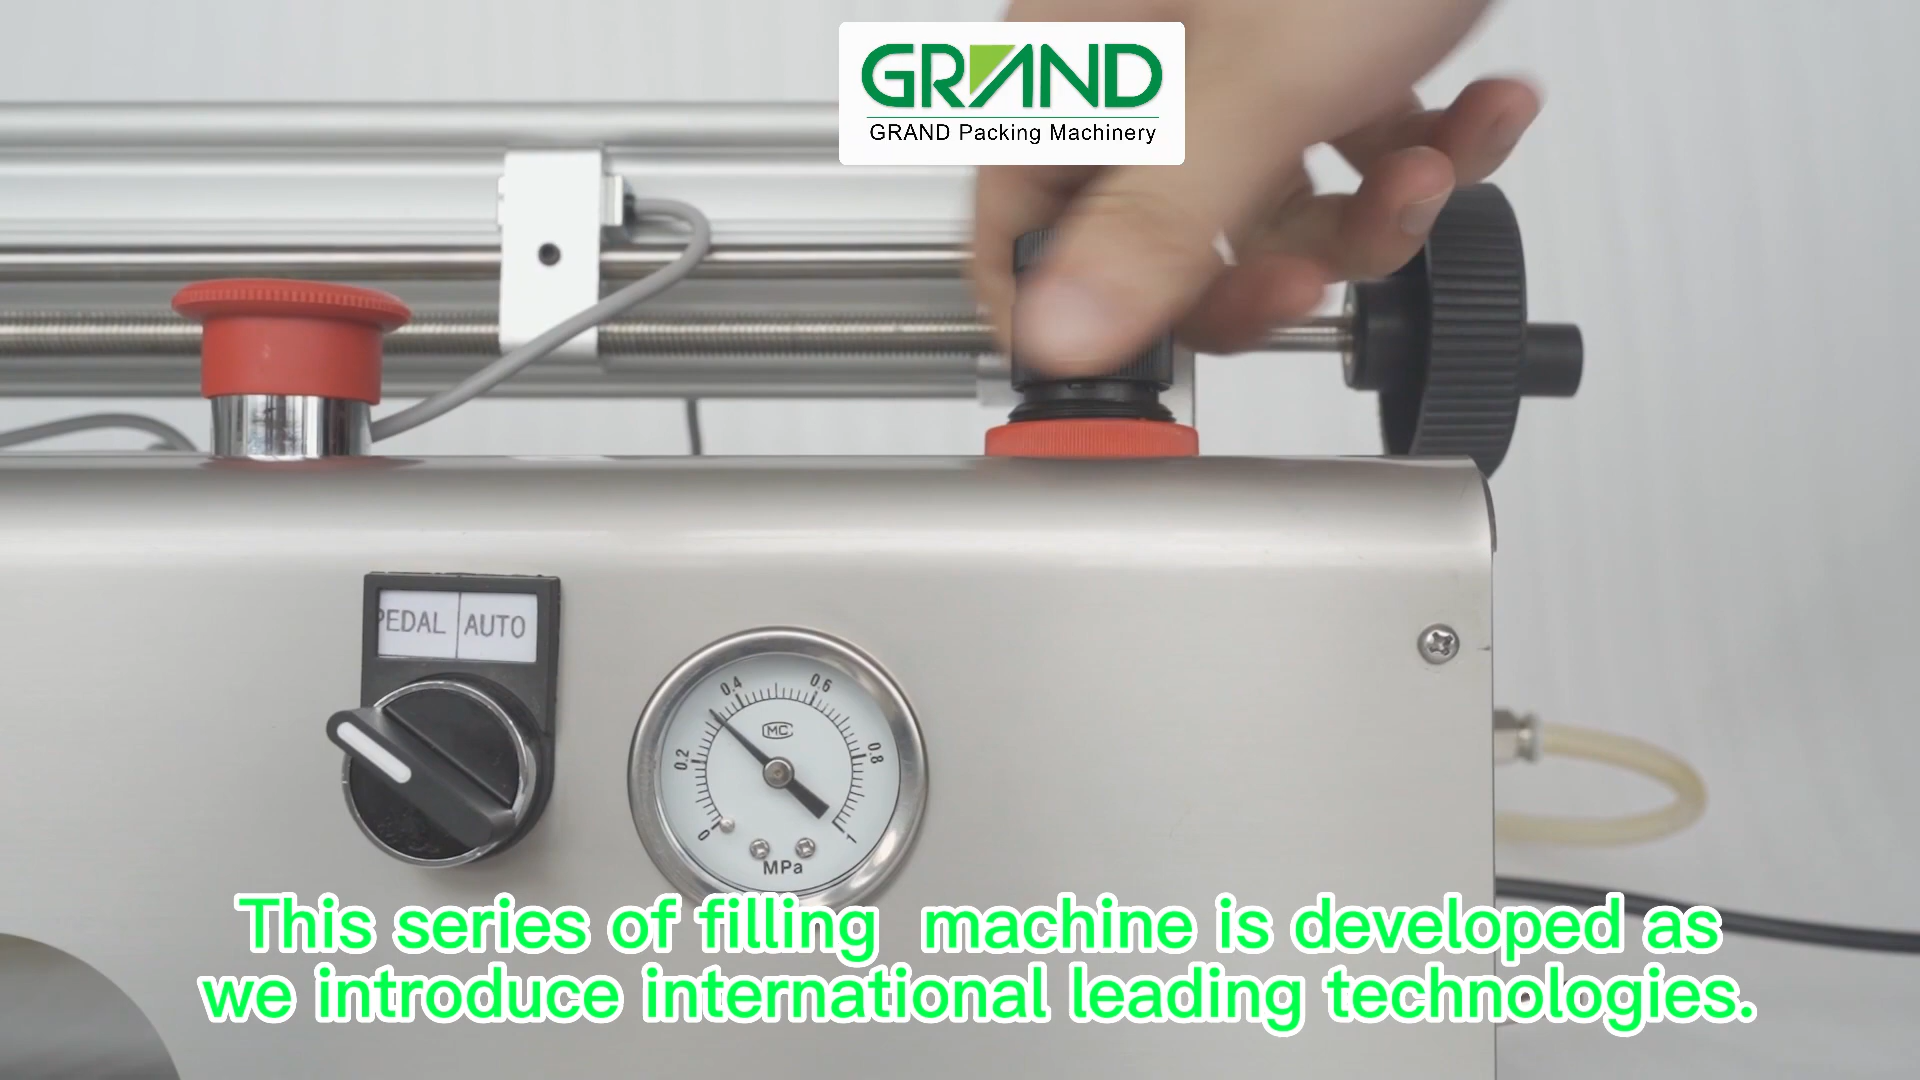 GRAND
GRAND Packing Machinery
PEDAL AUTO
0 0.2 0.4 0.6 0.8 1
MC
MPa
This series of filling machine is developed as
we introduce international leading technologies.